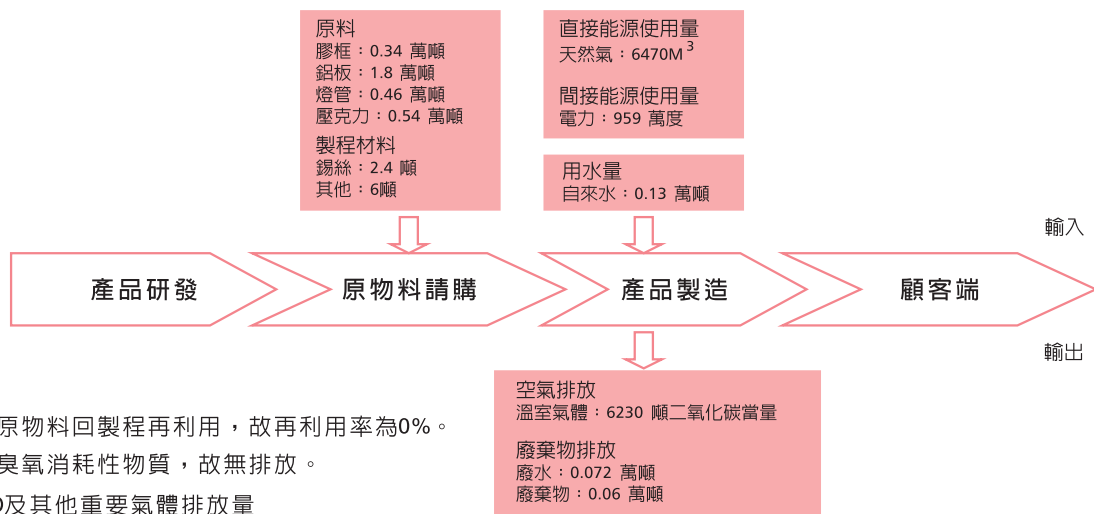 原料
膠框：0.34 萬噸
鋁板：1.8 萬噸
燈管：0.46 萬噸
壓克力：0.54 萬噸
製程材料
錫絲：2.4 噸
其他：6噸
直接能源使用量
天然氣：6470M³
間接能源使用量
電力：959 萬度
用水量
自來水：0.13 萬噸
輸入
產品研發
原物料請購
產品製造
顧客端
輸出
空氣排放
溫室氣體：6230 噸二氧化碳當量
廢棄物排放
廢水：0.072 萬噸
廢棄物：0.06 萬噸
原物料回製程再利用，故再利用率為0%。
臭氧消耗性物質，故無排放。
及其他重要氣體排放量